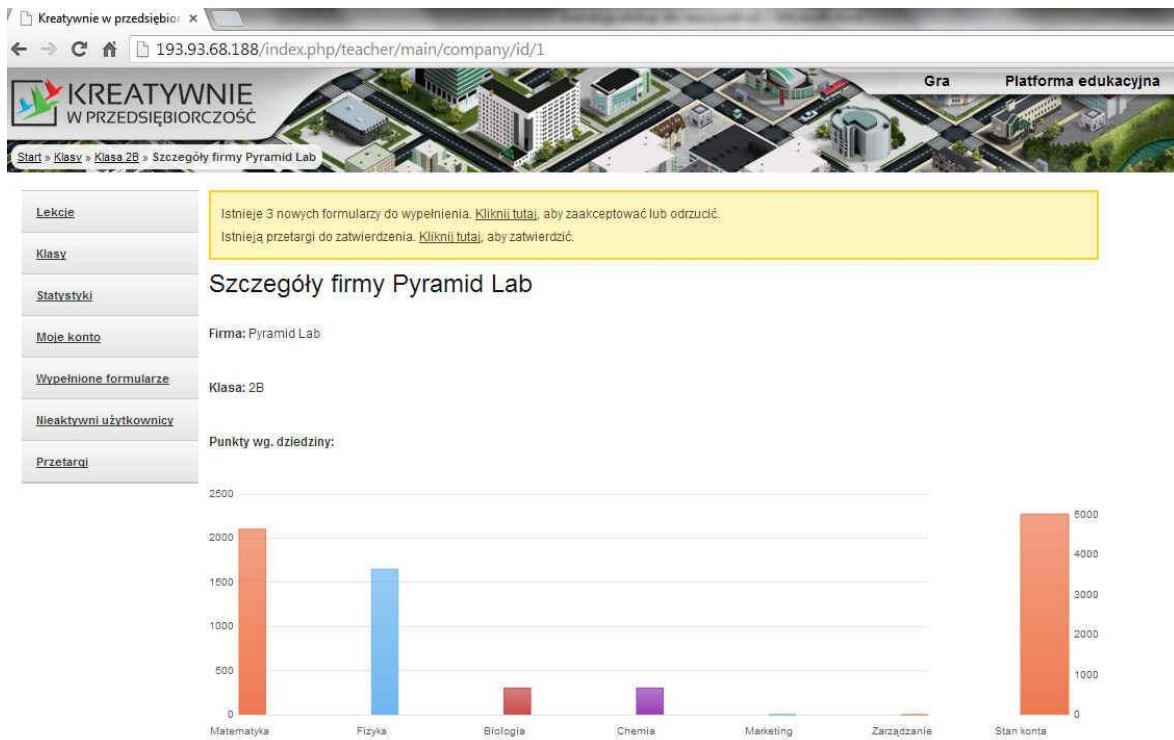 Kreatywnie w przedsiębior ×
193.93.68.188/index.php/teacher/main/company/id/1
KREATYWNIE
W PRZEDSIĘBIORCZOŚĆ
Gra Platforma edukacyjna
Start » Klasy » Klasa 2B » Szczegóły firmy Pyramid Lab
Lekcje
Klasy
Statystyki
Moje konto
Wypełnione formularze
Nieaktywni użytkownicy
Przetargi
Istnieje 3 nowych formularzy do wypełnienia. Kliknij tutaj, aby zaakceptować lub odrzucić.
Istnieją przetargi do zatwierdzenia. Kliknij tutaj, aby zatwierdzić.
Szczegóły firmy Pyramid Lab
Firma: Pyramid Lab
Klasa: 2B
Punkty wg. dziedziny:
2500
2000
1500
1000
500
0
Matematyka Fizyka Biologia Chemia Marketing Zarządzanie
5000
4000
3000
2000
1000
0
Stan konta